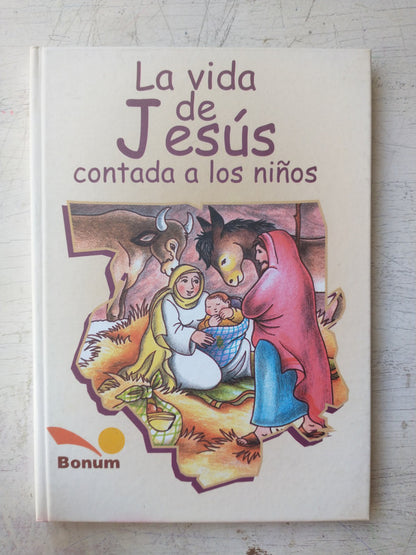 La vida
de
Jesús
contada a los niños
Bonum